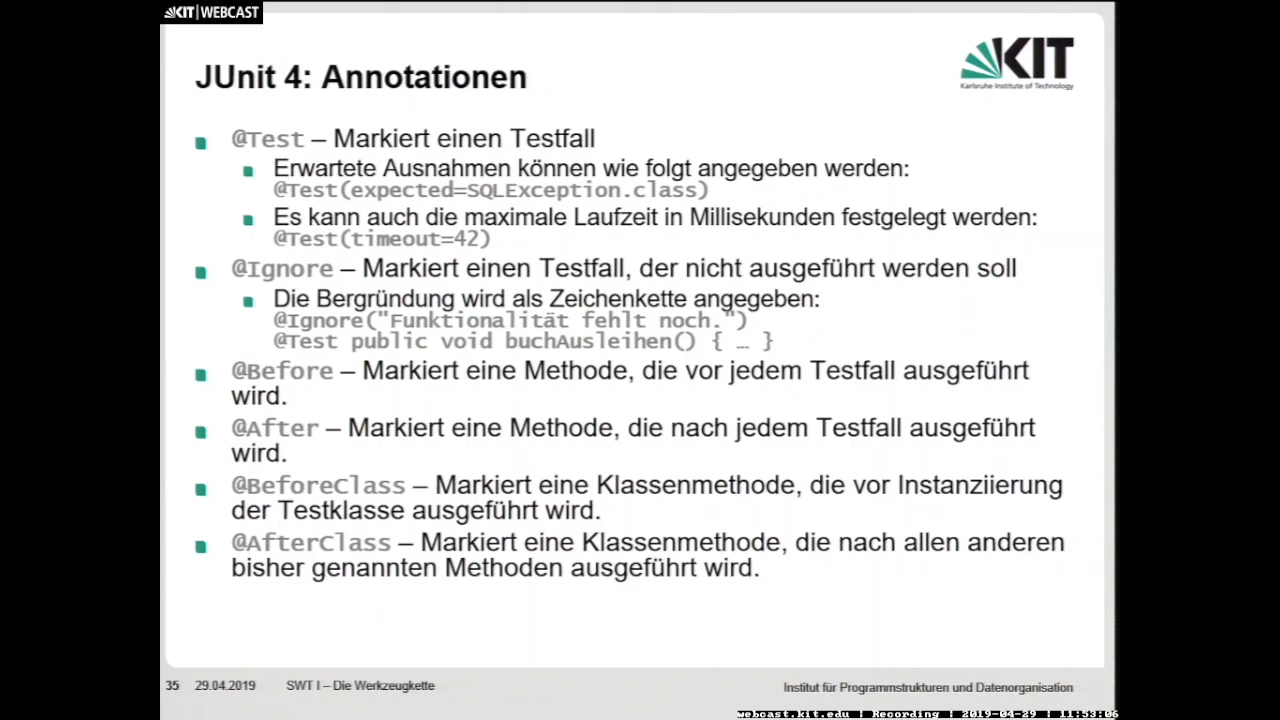 KIT | WEBCAST
KIT
Karlsruhe Institute of Technology
JUnit 4: Annotationen
@Test – Markiert einen Testfall
Erwartete Ausnahmen können wie folgt angegeben werden:
@Test(expected=SQLException.class)
Es kann auch die maximale Laufzeit in Millisekunden festgelegt werden:
@Test(timeout=42)
@Ignore – Markiert einen Testfall, der nicht ausgeführt werden soll
Die Bergründung wird als Zeichenkette angegeben:
@Ignore("Funktionalität fehlt noch.")
@Test public void buchAusleihen() { … }
@Before – Markiert eine Methode, die vor jedem Testfall ausgeführt
wird.
@After – Markiert eine Methode, die nach jedem Testfall ausgeführt
wird.
@BeforeClass – Markiert eine Klassenmethode, die vor Instanziierung
der Testklasse ausgeführt wird.
@AfterClass – Markiert eine Klassenmethode, die nach allen anderen
bisher genannten Methoden ausgeführt wird.
35 29.04.2019 SWT I – Die Werkzeugkette
Institut für Programmstrukturen und Datenorganisation
webcast.kit.edu | Recording | 2019-04-29 | 11:53:06